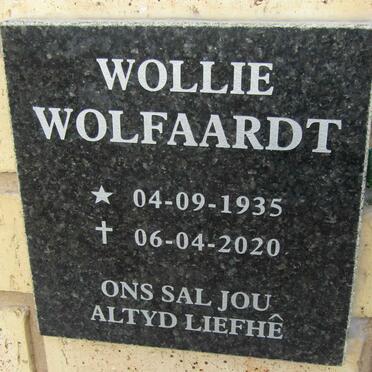 WOLLIE
WOLFAARDT
★ 04-09-1935
✝ 06-04-2020
ONS SAL JOU
ALTYD LIEFHÊ